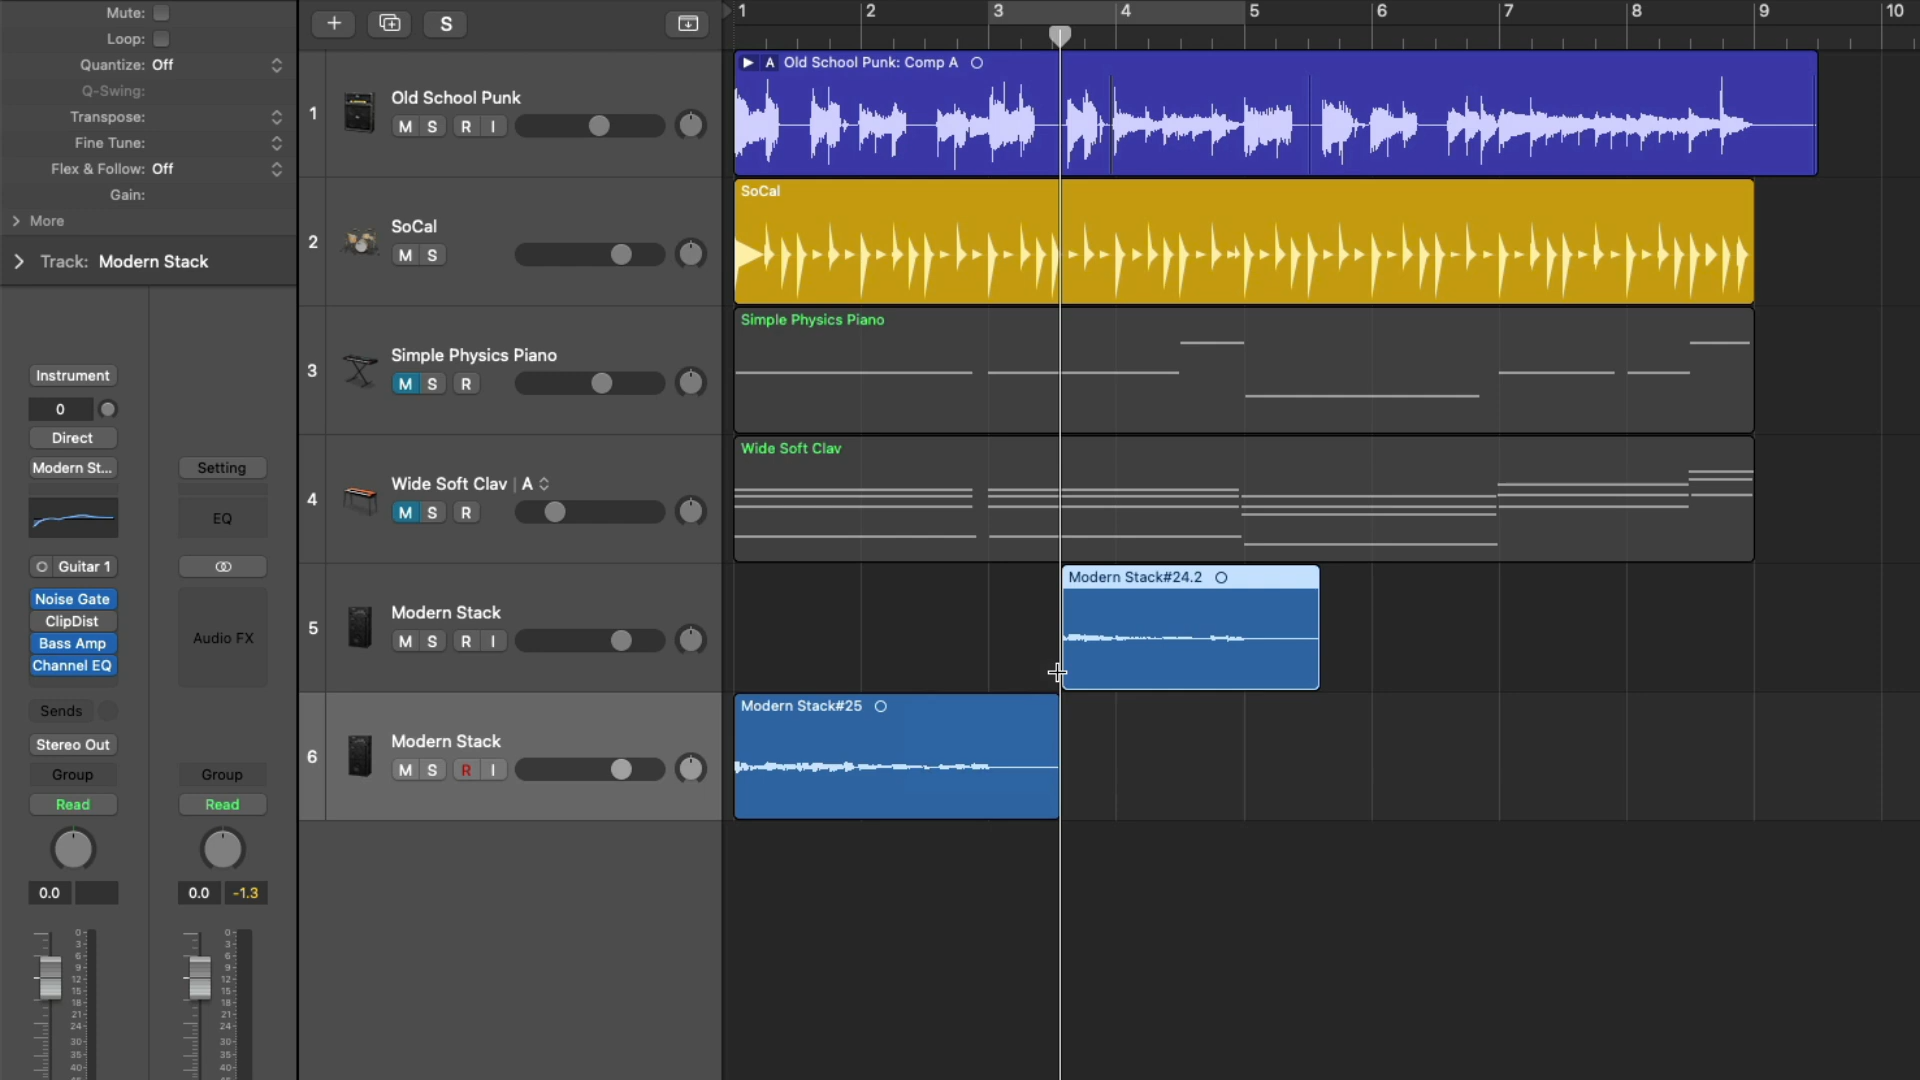 Mute:
Loop:
Quantize: Off
Q-Swing:
Transpose:
Fine Tune:
Flex & Follow: Off
Gain:
More
Track: Modern Stack
Instrument
0
Direct
Modern St...
Setting
EQ
Guitar 1
Noise Gate
ClipDist
Bass Amp
Channel EQ
Audio FX
Sends
Stereo Out
Group
Group
Read
Read
0.0
0.0 -1.3
0
3
6
9
12
15
18
21
24
30
35
40
0
3
6
9
12
15
18
21
24
30
35
40
+ S
1 2 3 4 5 6 7 8 9 10
1
Old School Punk
M S R I
2
SoCal
M S
3
Simple Physics Piano
M S R
4
Wide Soft Clav | A
M S R
5
Modern Stack
M S R I
6
Modern Stack
M S R I
A Old School Punk: Comp A
SoCal
Simple Physics Piano
Wide Soft Clav
Modern Stack#24.2
Modern Stack#25